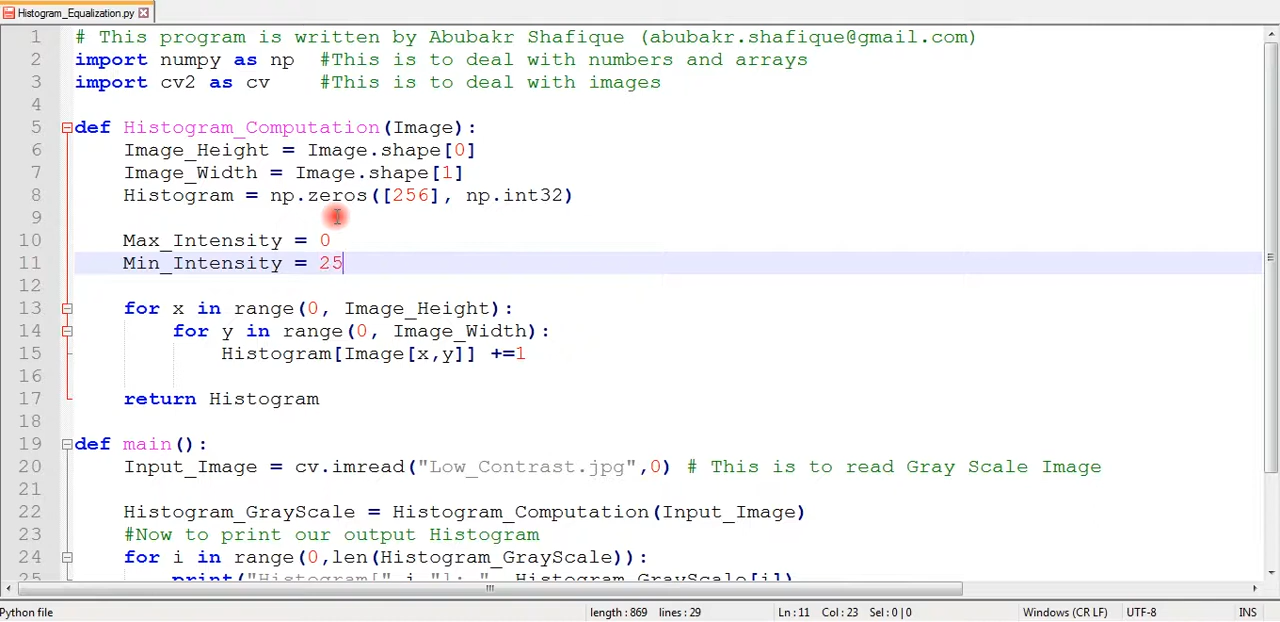 Histogram_Equalization.py
1 # This program is written by Abubakr Shafique (abubakr.shafique@gmail.com)
2 import numpy as np  #This is to deal with numbers and arrays
3 import cv2 as cv    #This is to deal with images
4
5 def Histogram_Computation(Image):
6     Image_Height = Image.shape[0]
7     Image_Width = Image.shape[1]
8     Histogram = np.zeros([256], np.int32)
9
10     Max_Intensity = 0
11     Min_Intensity = 25
12
13     for x in range(0, Image_Height):
14         for y in range(0, Image_Width):
15             Histogram[Image[x,y]] +=1
16
17     return Histogram
18
19 def main():
20     Input_Image = cv.imread("Low_Contrast.jpg",0) # This is to read Gray Scale Image
21
22     Histogram_GrayScale = Histogram_Computation(Input_Image)
23     #Now to print our output Histogram
24     for i in range(0,len(Histogram_GrayScale)):
25         print("Histogram[",i,"]: ", Histogram_GrayScale[i])
Python file length : 869 lines : 29 Ln : 11 Col : 23 Sel : 0 | 0 Windows (CR LF) UTF-8 INS